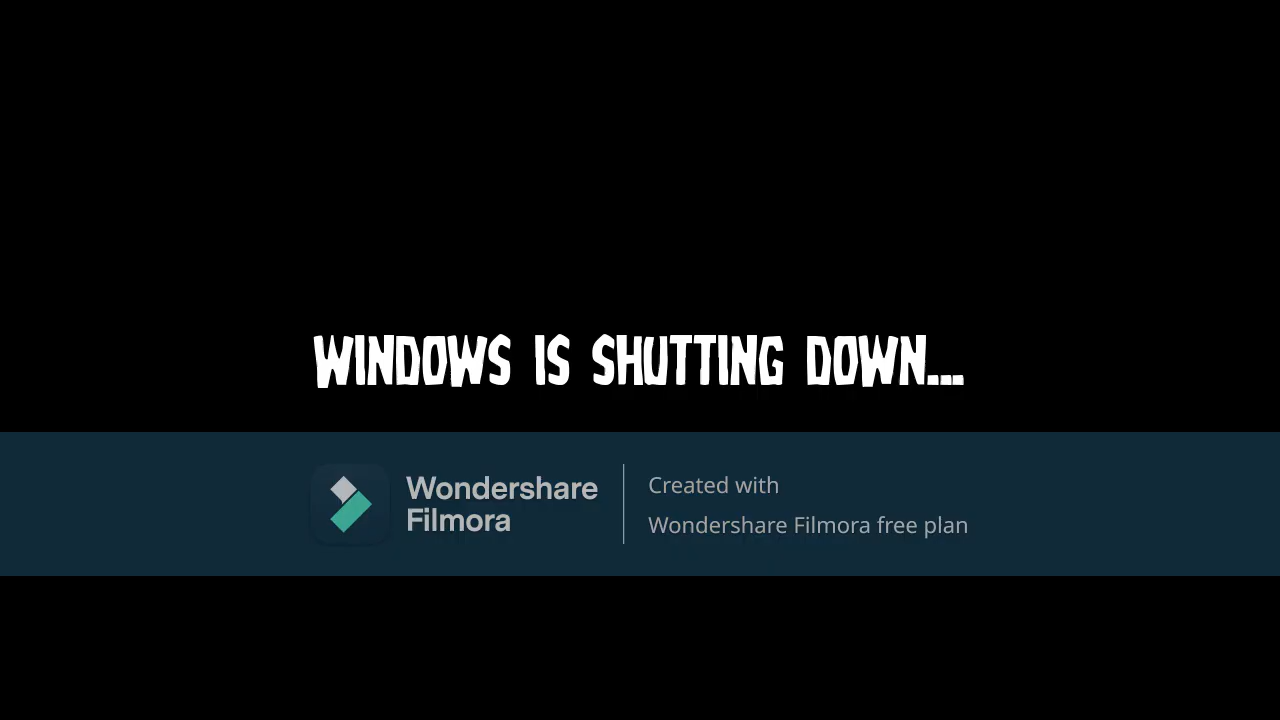 WINDOWS IS SHUTTING DOWN...
Wondershare
Filmora
Created with
Wondershare Filmora free plan